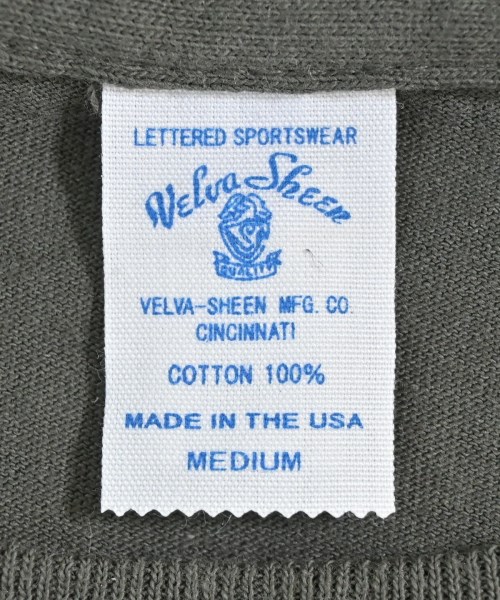 LETTERED SPORTSWEAR
Velva Sheen
QUALITY
VELVA-SHEEN MFG. CO.
CINCINNATI
COTTON 100%
MADE IN THE USA
MEDIUM